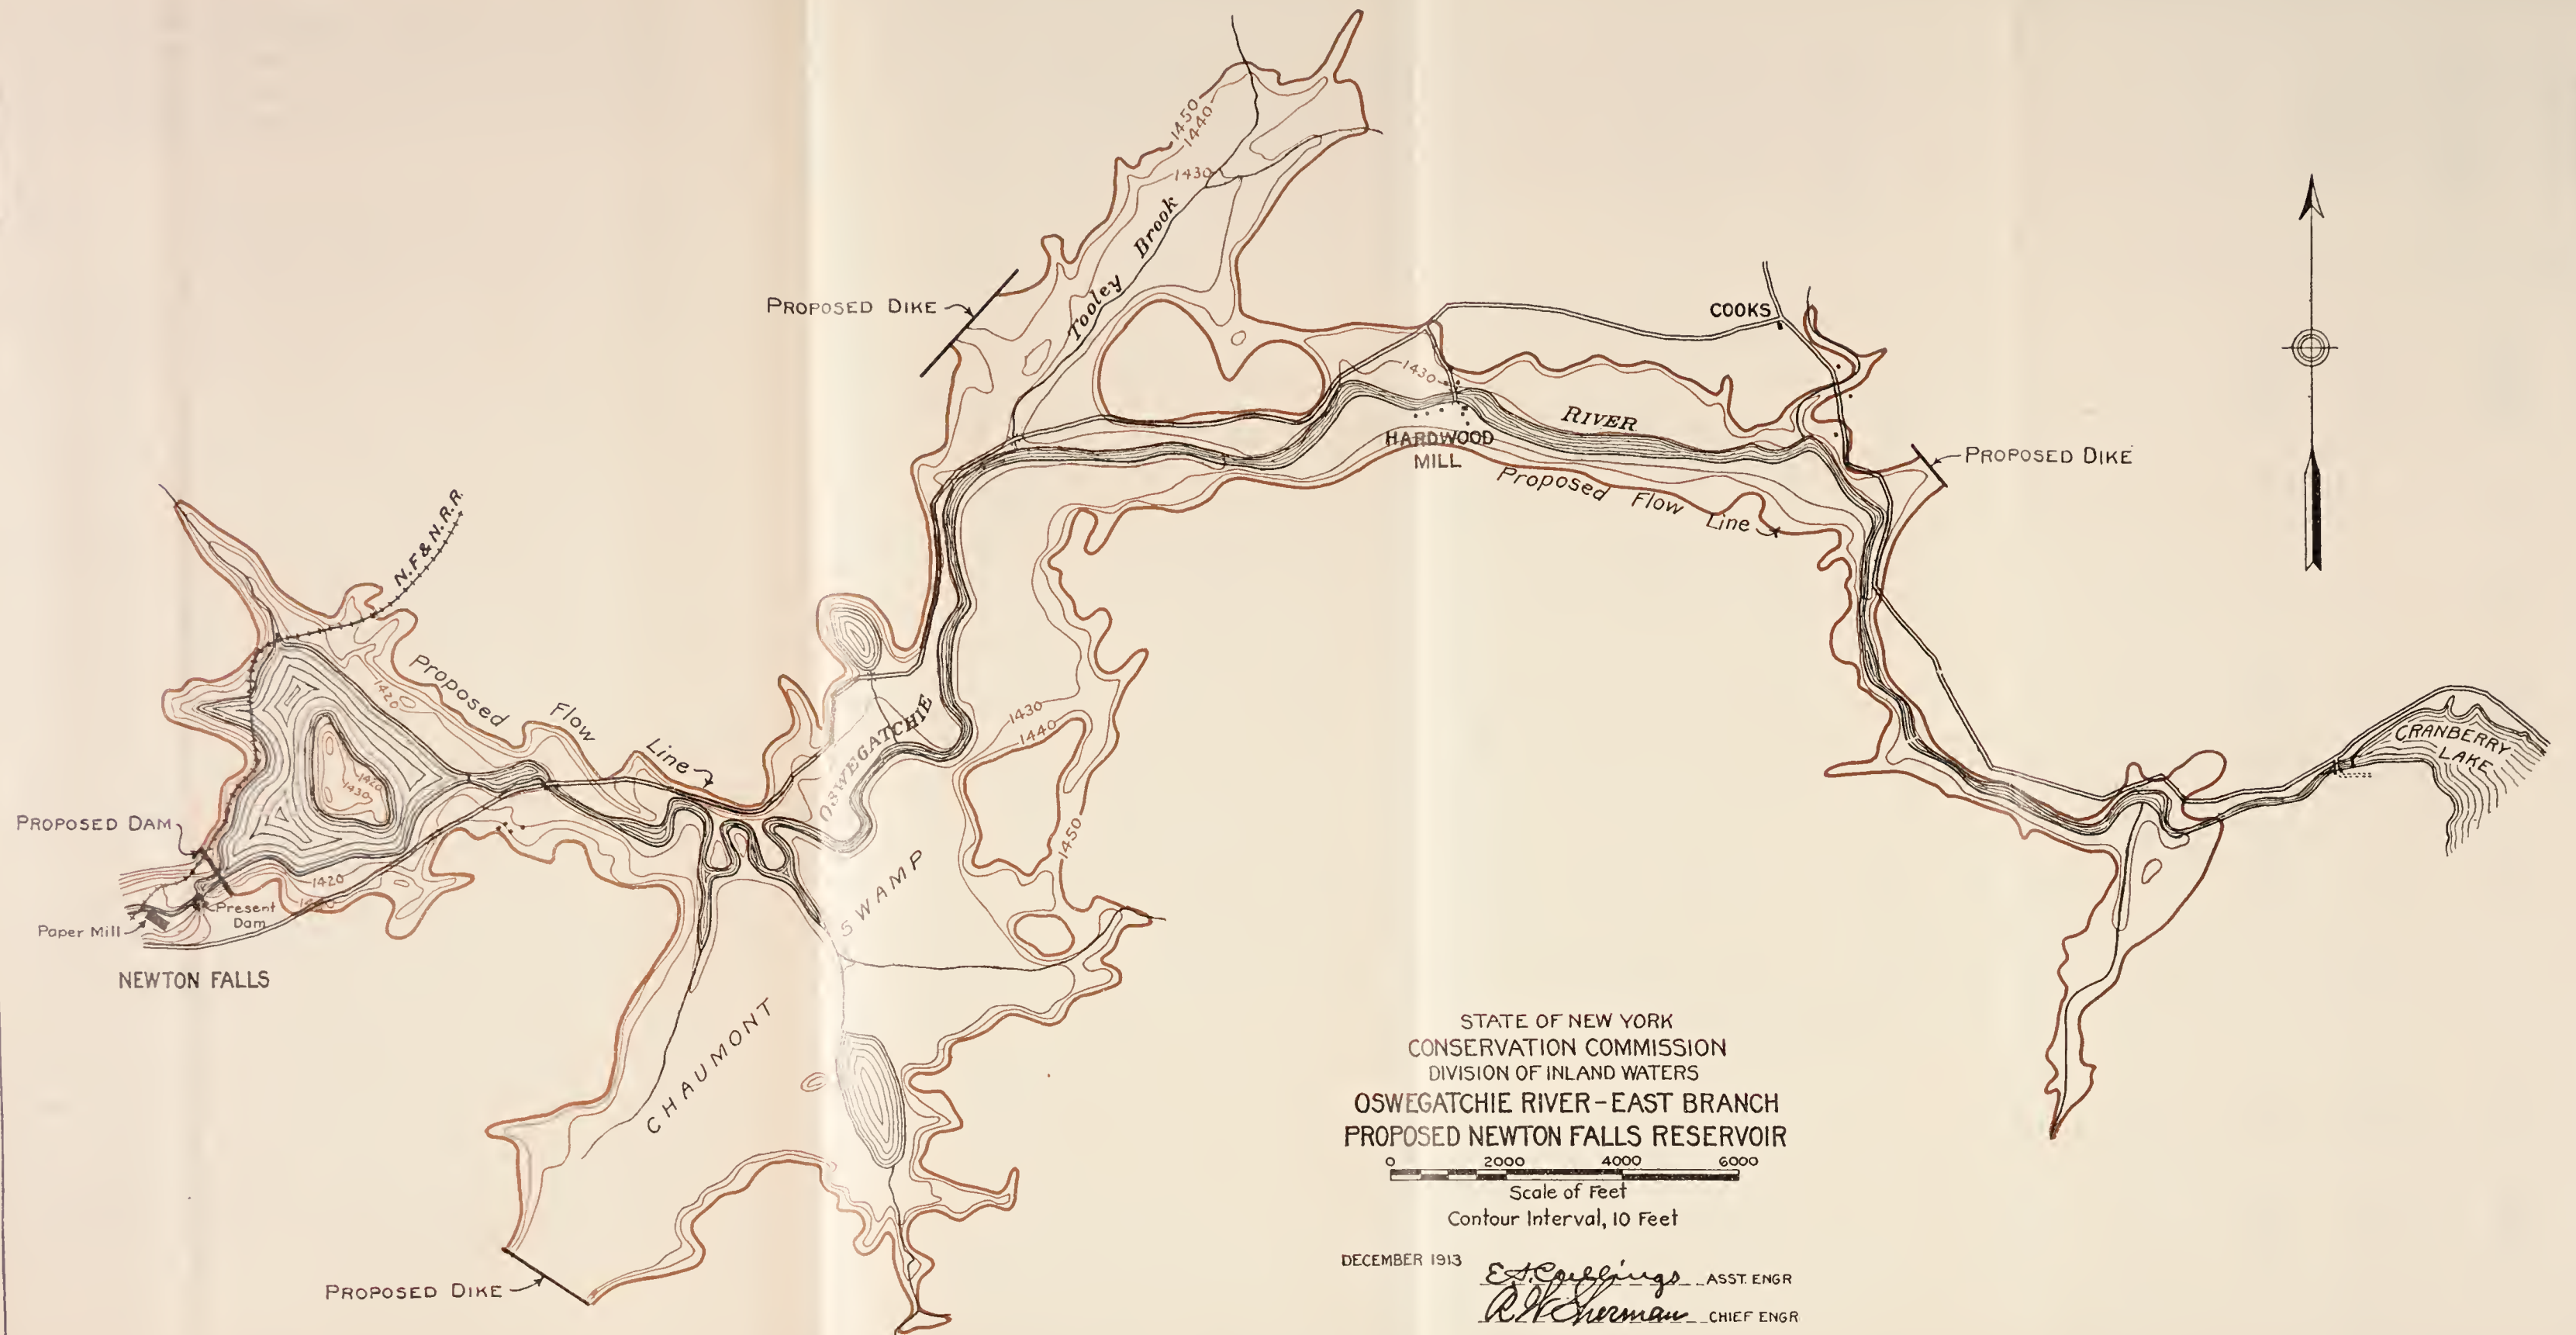 1450
1440
1430
Tooley Brook
PROPOSED DIKE
COOKS
1430
RIVER
HARDWOOD
MILL
PROPOSED DIKE
Proposed Flow Line
N.F & N.R.R.
1420
Proposed Flow Line
OSWEGATCHIE
1430
1440
1420
1430
CRANBERRY
LAKE
PROPOSED DAM
1450
1420
Present
Dam
Paper Mill
SWAMP
NEWTON FALLS
CHAUMONT
PROPOSED DIKE
STATE OF NEW YORK
CONSERVATION COMMISSION
DIVISION OF INLAND WATERS
OSWEGATCHIE RIVER-EAST BRANCH
PROPOSED NEWTON FALLS RESERVOIR
0 2000 4000 6000
Scale of Feet
Contour Interval, 10 Feet
DECEMBER 1913
ASST. ENGR
R.W. Sherman CHIEF ENGR